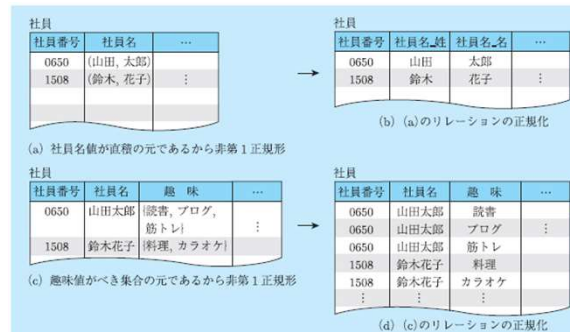 社員
社員番号 社員名 …
0650 (山田, 太郎)
1508 (鈴木, 花子) ⋮
(a) 社員名値が直積の元であるから非第1正規形
社員
社員番号 社員名_姓 社員名_名 …
0650 山田 太郎
1508 鈴木 花子 ⋮
(b) (a)のリレーションの正規化
社員
社員番号 社員名 趣 味 …
0650 山田太郎 {読書, ブログ,
筋トレ} ⋮
1508 鈴木花子 {料理, カラオケ}
(c) 趣味値がべき集合の元であるから非第1正規形
社員
社員番号 社員名 趣 味 …
0650 山田太郎 読書
0650 山田太郎 ブログ ⋮
0650 山田太郎 筋トレ
1508 鈴木花子 料理
1508 鈴木花子 カラオケ
⋮ ⋮ ⋮
(d) (c)のリレーションの正規化